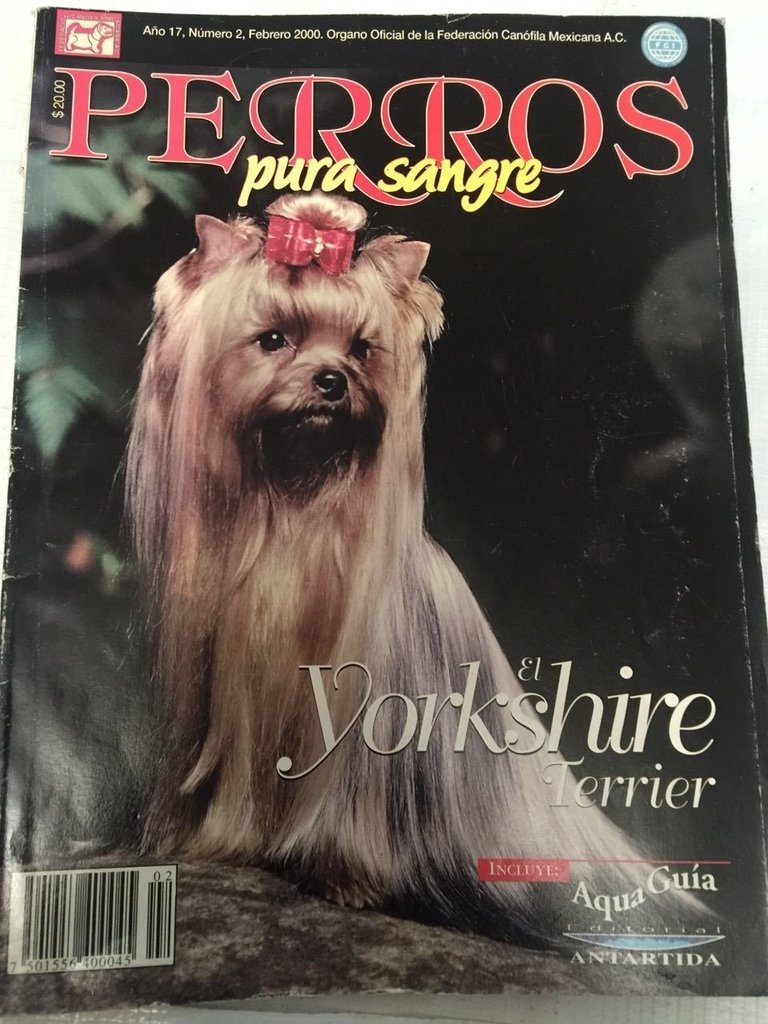 Año 17, Número 2, Febrero 2000. Organo Oficial de la Federación Canófila Mexicana A.C.
FCI
$ 20.00
PERROS
pura sangre
El
Yorkshire
Terrier
INCLUYE:
Aqua Guía
Editorial
ANTARTIDA
02
7 501556 400045